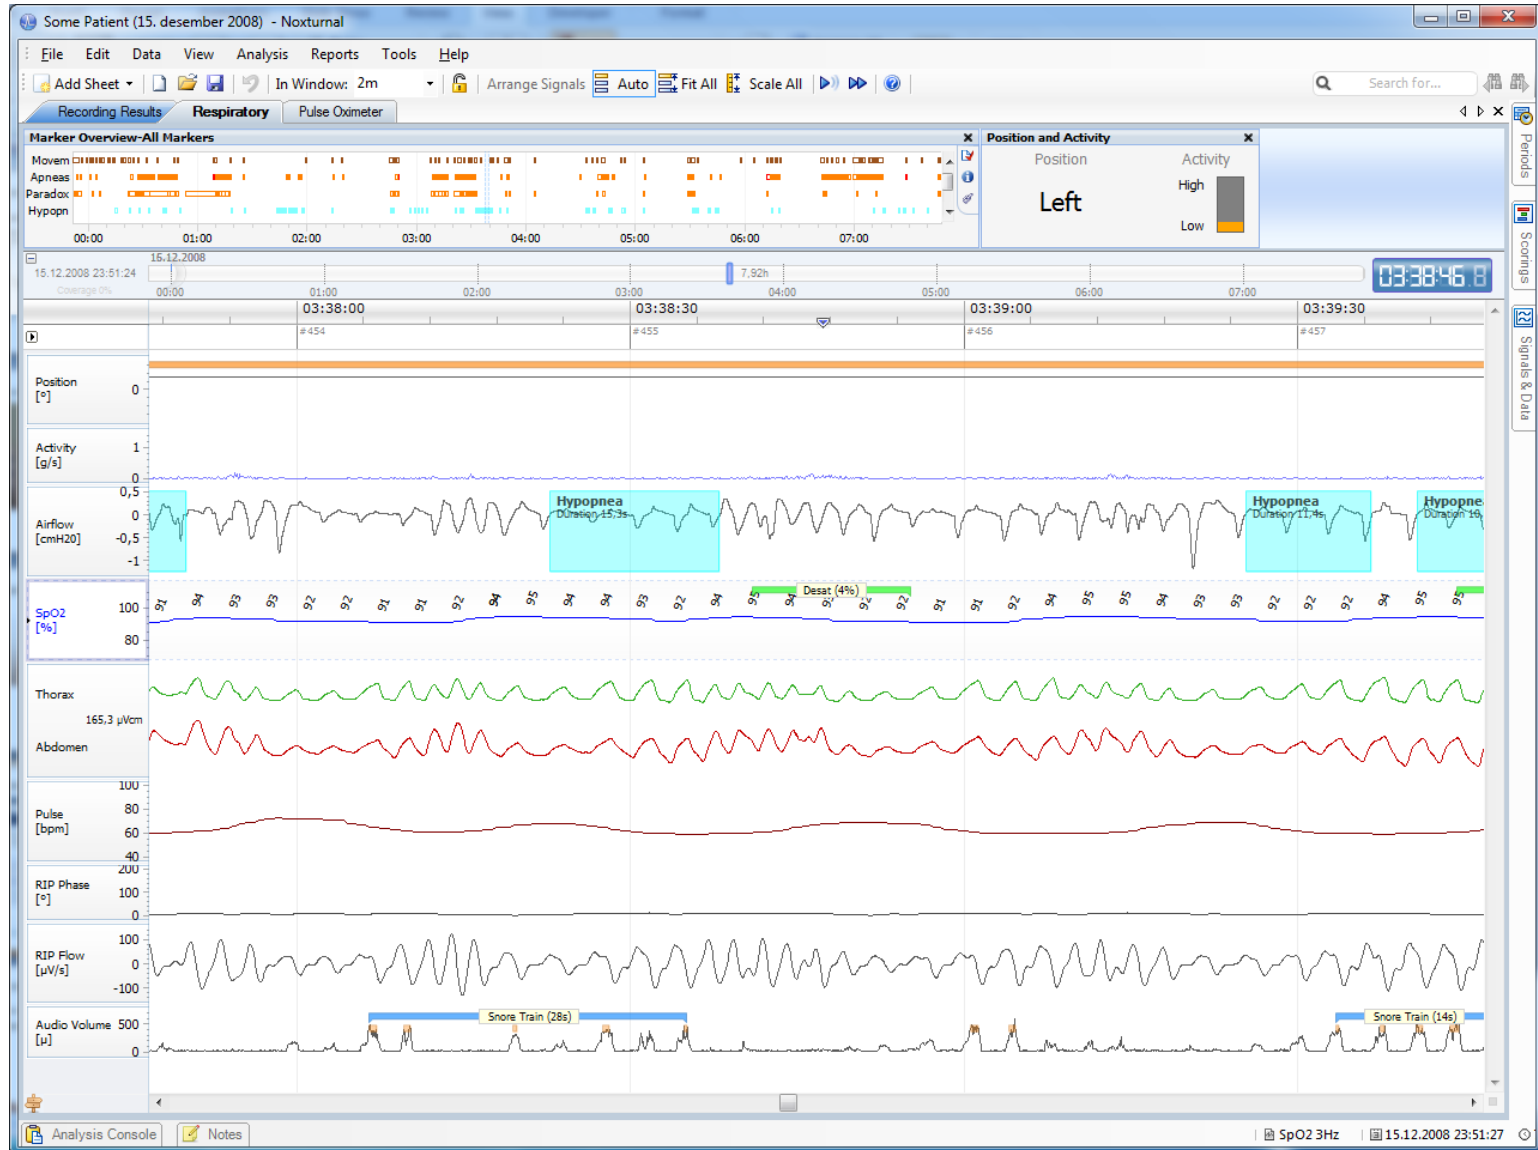 Some Patient (15. desember 2008) - Noxturnal
File Edit Data View Analysis Reports Tools Help
Add Sheet In Window: 2m Arrange Signals Auto Fit All Scale All Search for...
Recording Results Respiratory Pulse Oximeter
Marker Overview-All Markers Position and Activity
Movem Position Activity
Apneas High
Paradox Left
Hypopn Low
00:00 01:00 02:00 03:00 04:00 05:00 06:00 07:00
Periods
Scorings
Signals & Data
15.12.2008
15.12.2008 23:51:24 7,92h 03:38:46.8
Coverage 0% 00:00 01:00 02:00 03:00 04:00 05:00 06:00 07:00
03:38:00 03:38:30 03:39:00 03:39:30
#454 #455 #456 #457
Position
[°] 0
Activity 1
[g/s] 0
0,5 Hypopnea Hypopnea Hypopne
Duration 15,3s Duration 11,4s Duration 10,
Airflow 0
[cmH20] -0,5
-1
Desat (4%)
91 94 93 93 92 92 91 91 92 94 95 94 94 93 92 94 95 94 92 92 92 91 91 92 94 95 94 94 93 93 92 92 92 94 95 95
SpO2 100
[%] 80
Thorax
165,3 µVcm
Abdomen
100
Pulse 80
[bpm] 60
40
200
RIP Phase
[°] 100
0
100
RIP Flow 0
[µV/s]
-100
Snore Train (28s) Snore Train (14s)
Audio Volume 500
[µ] 0
Analysis Console Notes SpO2 3Hz 15.12.2008 23:51:27